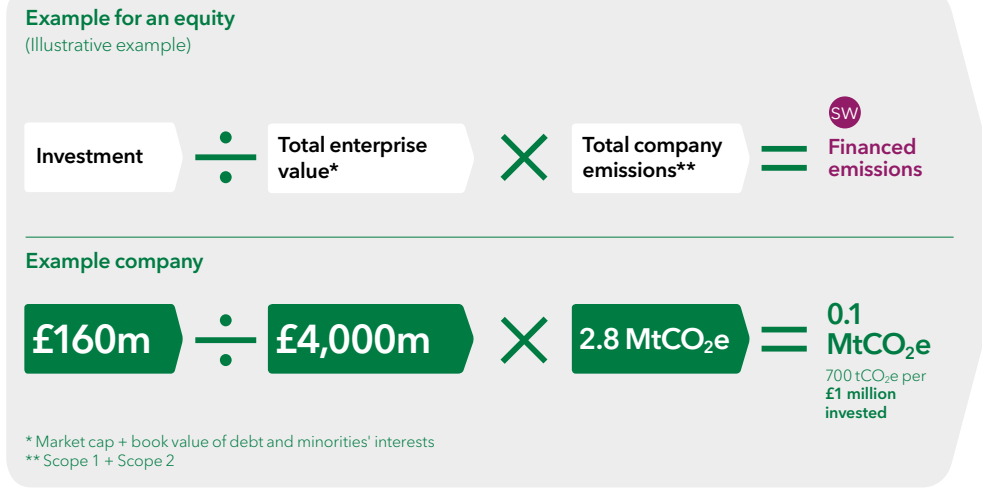 Example for an equity
(Illustrative example)
Investment
÷
Total enterprise
value*
×
Total company
emissions**
=
SW
Financed
emissions
Example company
£160m
÷
£4,000m
×
2.8 MtCO₂e
=
0.1
MtCO₂e
700 tCO₂e per
£1 million
invested
* Market cap + book value of debt and minorities' interests
** Scope 1 + Scope 2